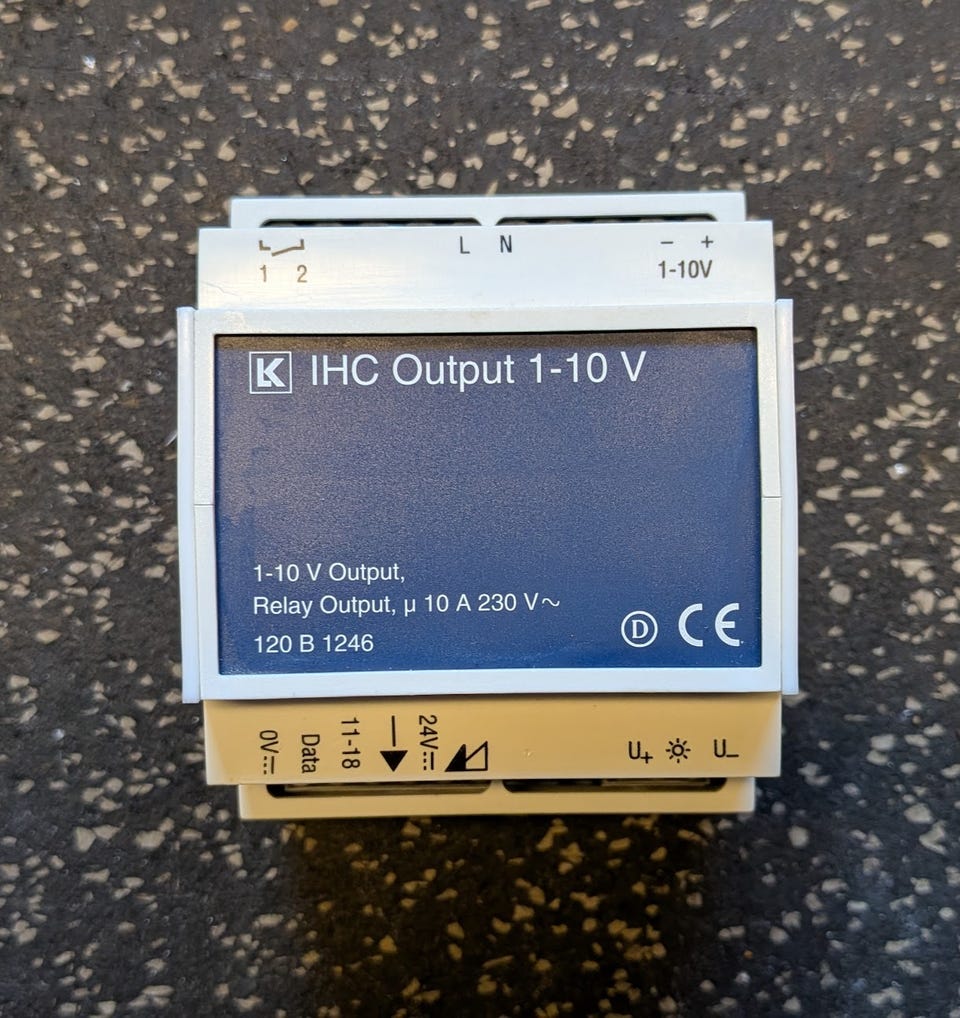 L N − +
1 2 1-10V
LK IHC Output 1-10 V
1-10 V Output,
Relay Output, µ 10 A 230 V~
120 B 1246
D CE
0V⎓ Data 11-18 24V⎓ U+ U−